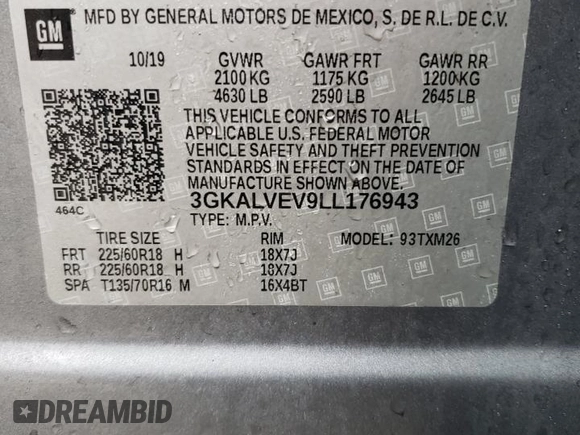 GM
MFD BY GENERAL MOTORS DE MEXICO, S. DE R.L. DE C.V.
10/19 GVWR GAWR FRT GAWR RR
2100 KG 1175 KG 1200 KG
4630 LB 2590 LB 2645 LB
THIS VEHICLE CONFORMS TO ALL
APPLICABLE U.S. FEDERAL MOTOR
VEHICLE SAFETY AND THEFT PREVENTION
STANDARDS IN EFFECT ON THE DATE OF
MANUFACTURE SHOWN ABOVE.
464C
3GKALVEV9LL176943
TYPE: M.P.V.
TIRE SIZE RIM MODEL: 93TXM26
FRT 225/60R18 H 18X7J
RR 225/60R18 H 18X7J
SPA T135/70R16 M 16X4BT
DREAMBID